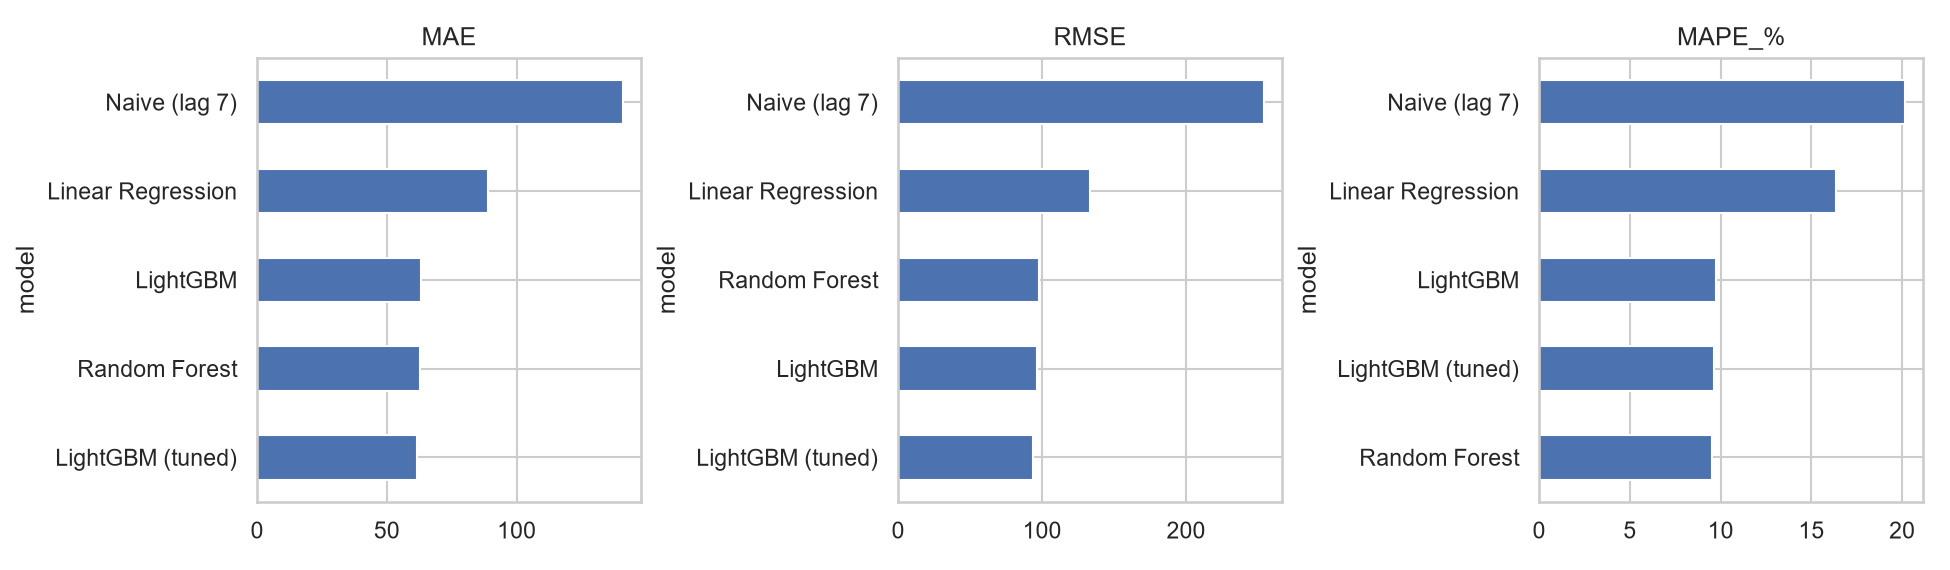 MAE
Naive (lag 7)
Linear Regression
LightGBM
Random Forest
LightGBM (tuned)
model
0 50 100
RMSE
Naive (lag 7)
Linear Regression
Random Forest
LightGBM
LightGBM (tuned)
model
0 100 200
MAPE_%
Naive (lag 7)
Linear Regression
LightGBM
LightGBM (tuned)
Random Forest
model
0 5 10 15 20